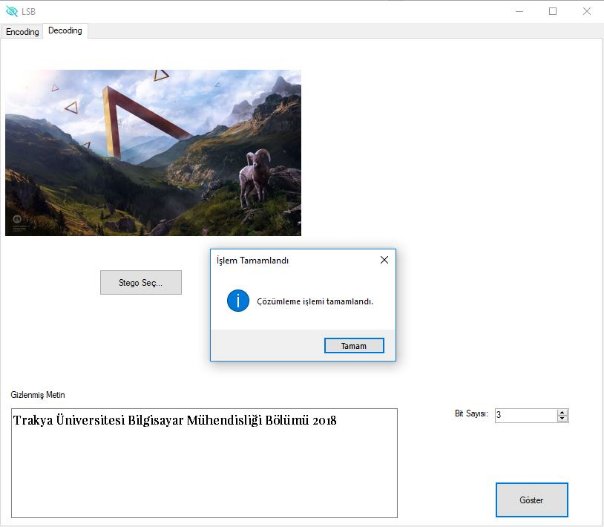 LSB
Encoding Decoding
Stego Seç...
İşlem Tamamlandı
Çözümleme işlemi tamamlandı.
Tamam
Gizlenmiş Metin
Trakya Üniversitesi Bilgisayar Mühendisliği Bölümü 2018
Bit Sayısı: 3
Göster